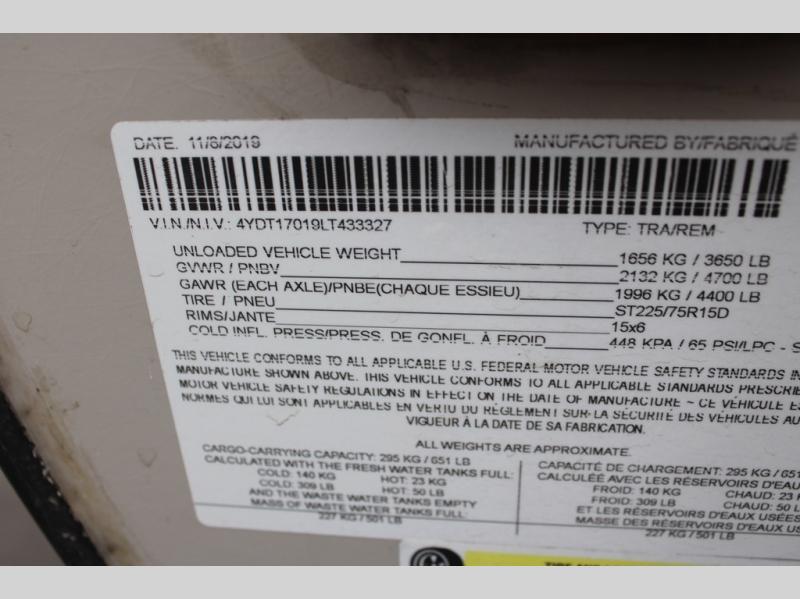 DATE. 11/8/2019 MANUFACTURED BY/FABRIQUÉ
V.I.N./N.I.V.: 4YDT17019LT433327 TYPE: TRA/REM
UNLOADED VEHICLE WEIGHT 1656 KG / 3650 LB
GVWR / PNBV 2132 KG / 4700 LB
GAWR (EACH AXLE)/PNBE(CHAQUE ESSIEU) 1996 KG / 4400 LB
TIRE / PNEU ST225/75R15D
RIMS/JANTE 15x6
COLD INFL. PRESS/PRESS. DE GONFL. À FROID 448 KPA / 65 PSI/LPC - S
THIS VEHICLE CONFORMS TO ALL APPLICABLE U.S. FEDERAL MOTOR VEHICLE SAFETY STANDARDS IN
MANUFACTURE SHOWN ABOVE. THIS VEHICLE CONFORMS TO ALL APPLICABLE STANDARDS PRESCRIE
MOTOR VEHICLE SAFETY REGULATIONS IN EFFECT ON THE DATE OF MANUFACTURE ~ CE VÉHICULE ES
NORMES QUI LUI SONT APPLICABLES EN VERTU DU RÈGLEMENT SUR LA SÉCURITÉ DES VÉHICULES AU
VIGUEUR À LA DATE DE SA FABRICATION.
ALL WEIGHTS ARE APPROXIMATE.
CARGO-CARRYING CAPACITY: 295 KG / 651 LB
CALCULATED WITH THE FRESH WATER TANKS FULL:
COLD: 140 KG HOT: 23 KG
COLD: 309 LB HOT: 50 LB
AND THE WASTE WATER TANKS EMPTY
MASS OF WASTE WATER TANKS FULL:
227 KG / 501 LB
CAPACITÉ DE CHARGEMENT: 295 KG / 651
CALCULÉE AVEC LES RÉSERVOIRS D'EAU
FROID: 140 KG CHAUD: 23 K
FROID: 309 LB CHAUD: 50 L
ET LES RÉSERVOIRS D'EAUX USÉES
MASSE DES RÉSERVOIRS D'EAUX US
227 KG / 501 LB
TIRE AND